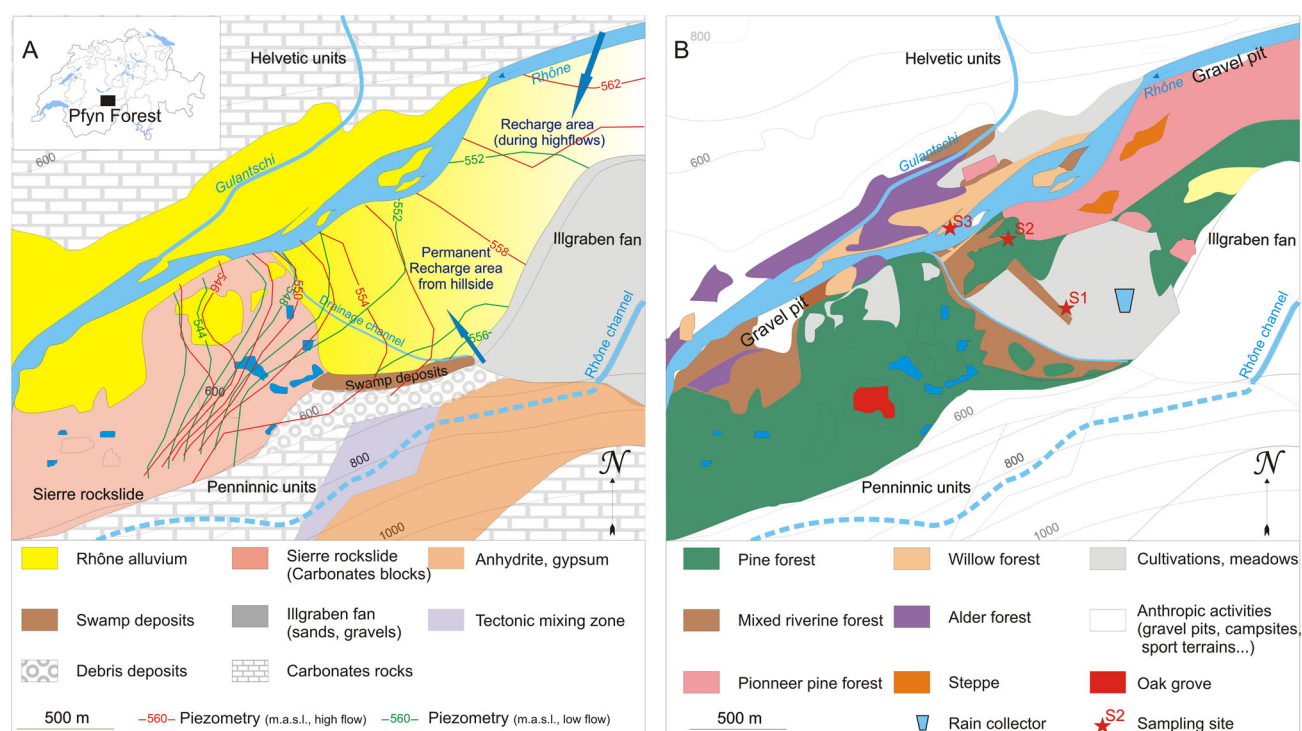 A
Pfyn Forest
Helvetic units
Rhône
562
Recharge area
(during highflows)
552
600
Gulantschi
552
558
Illgraben fan
Permanent
Recharge area
from hillside
546
550
548
554
544
Drainage channel
556
Rhône channel
Swamp deposits
600
600
800
Sierre rockslide
Penninnic units
1000
N
Rhône alluvium
Sierre rockslide
(Carbonates blocks)
Anhydrite, gypsum
Swamp deposits
Illgraben fan
(sands, gravels)
Tectonic mixing zone
Debris deposits
Carbonates rocks
500 m
–560– Piezometry (m.a.s.l., high flow)
–560– Piezometry (m.a.s.l., low flow)
B
800
Helvetic units
Gravel pit
Rhône
600
Gulantschi
S3
S2
Illgraben fan
S1
Gravel pit
Rhône channel
600
800
Penninnic units
1000
N
Pine forest
Willow forest
Cultivations, meadows
Mixed riverine forest
Alder forest
Anthropic activities
(gravel pits, campsites,
sport terrains...)
Pionneer pine forest
Steppe
Oak grove
500 m
Rain collector
S2 Sampling site